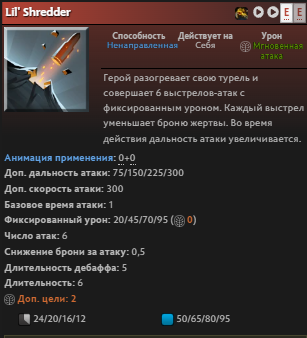 Lil' Shredder
E E
Способность Действует на Урон
Ненаправленная Себя Мгновенная
атака
Герой разогревает свою турель и
совершает 6 выстрелов-атак с
фиксированным уроном. Каждый выстрел
уменьшает броню жертвы. Во время
действия дальность атаки увеличивается.
Анимация применения: 0+0
Доп. дальность атаки: 75/150/225/300
Доп. скорость атаки: 300
Базовое время атаки: 1
Фиксированный урон: 20/45/70/95 ( 0)
Число атак: 6
Снижение брони за атаку: 0,5
Длительность дебаффа: 5
Длительность: 6
Доп. цели: 2
24/20/16/12 50/65/80/95